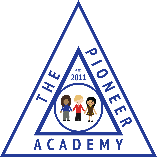 THE PIONEER
ACADEMY
EST
2011